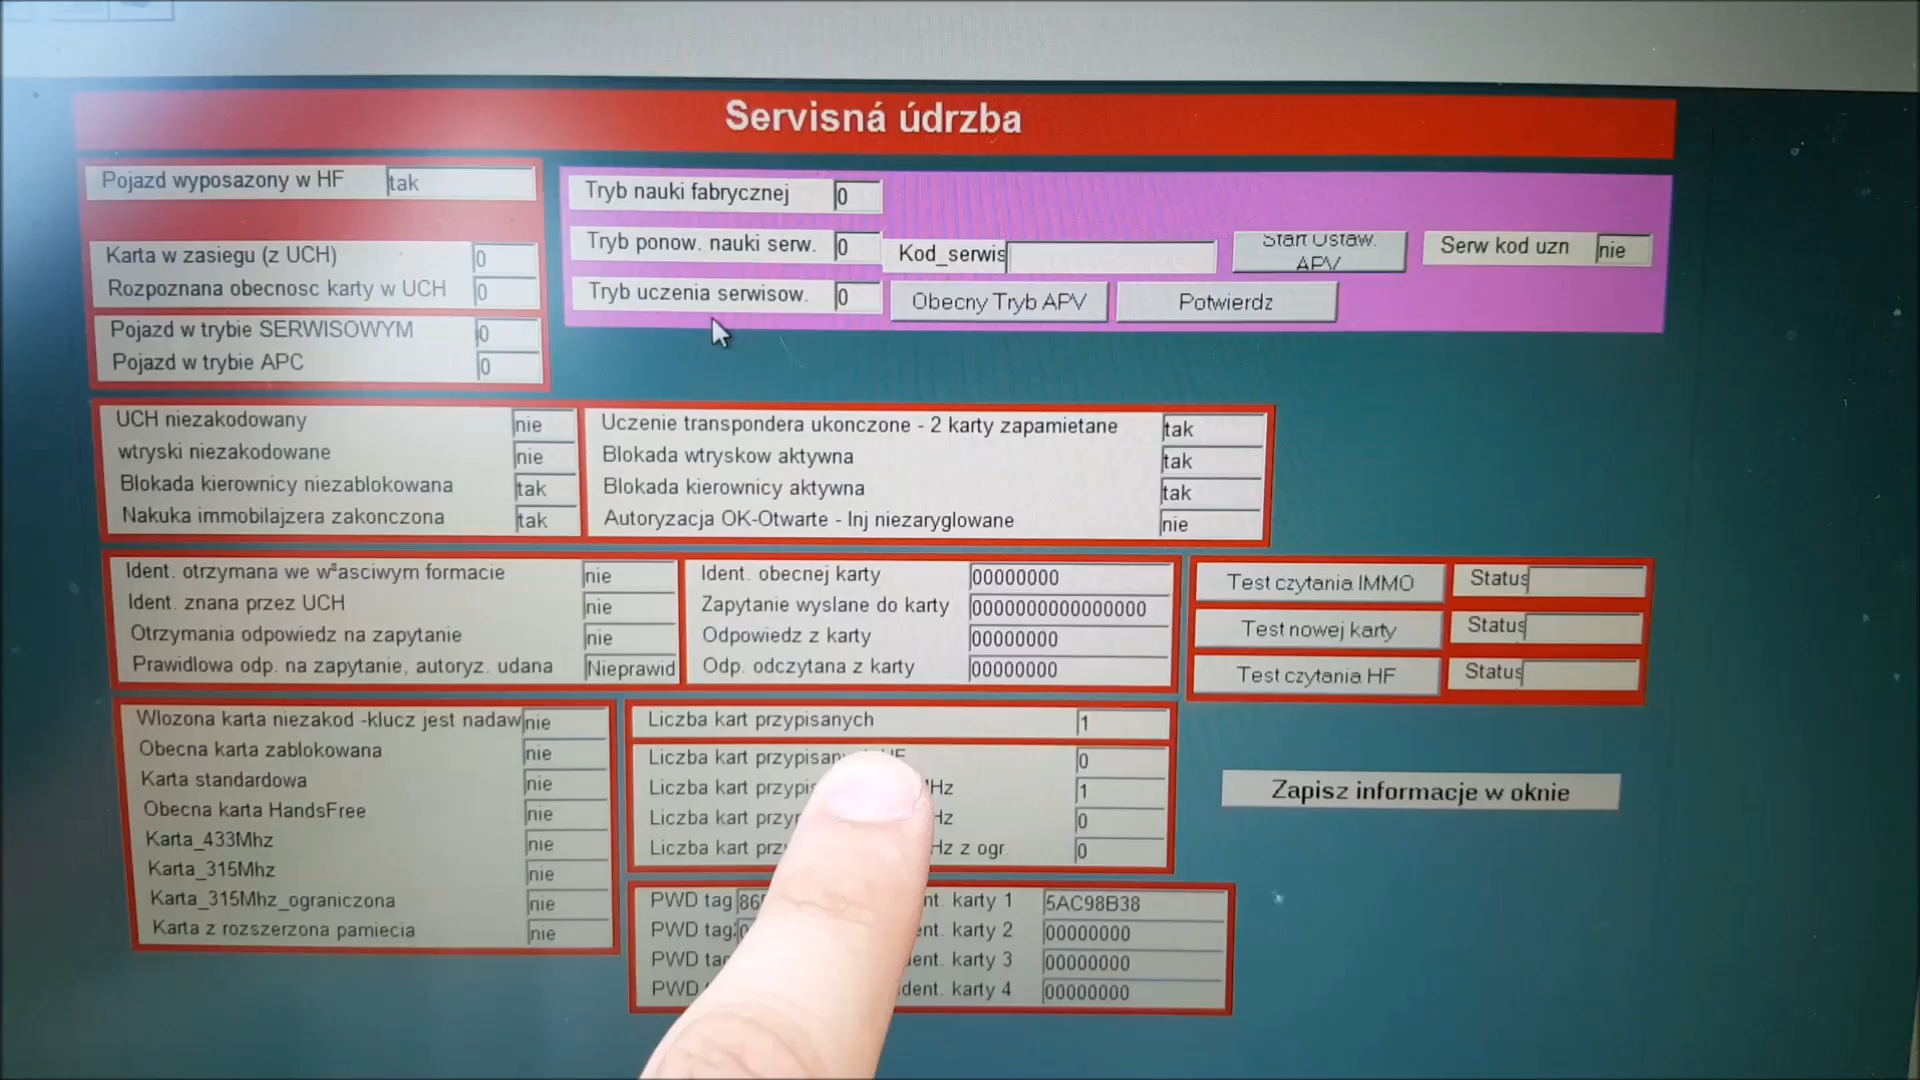 Servisná údrzba
Pojazd wyposazony w HF tak
Karta w zasiegu (z UCH) 0
Rozpoznana obecnosc karty w UCH 0
Pojazd w trybie SERWISOWYM 0
Pojazd w trybie APC 0
Tryb nauki fabrycznej 0
Tryb ponow. nauki serw. 0 Kod_serwis Start Ustaw. APV Serw kod uzn nie
Tryb uczenia serwisow. 0 Obecny Tryb APV Potwierdz
UCH niezakodowany nie
wtryski niezakodowane nie
Blokada kierownicy niezablokowana tak
Nakuka immobilajzera zakonczona tak
Uczenie transpondera ukonczone - 2 karty zapamietane tak
Blokada wtryskow aktywna tak
Blokada kierownicy aktywna tak
Autoryzacja OK-Otwarte - Inj niezaryglowane nie
Ident. otrzymana we wªasciwym formacie nie
Ident. znana przez UCH nie
Otrzymania odpowiedz na zapytanie nie
Prawidlowa odp. na zapytanie, autoryz. udana Nieprawid
Ident. obecnej karty 00000000
Zapytanie wyslane do karty 0000000000000000
Odpowiedz z karty 00000000
Odp. odczytana z karty 00000000
Test czytania IMMO Status
Test nowej karty Status
Test czytania HF Status
Wlozona karta niezakod -klucz jest nadaw nie
Obecna karta zablokowana nie
Karta standardowa nie
Obecna karta HandsFree nie
Karta_433Mhz nie
Karta_315Mhz nie
Karta_315Mhz_ograniczona nie
Karta z rozszerzona pamiecia nie
Liczba kart przypisanych 1
Liczba kart HF 0
Liczba kart 1
Liczba kart 0
Liczba kart z ogr. 0
Zapisz informacje w oknie
PWD tag karty 1 5AC98B38
PWD karty 2 00000000
PWD karty 3 00000000
PWD karty 4 00000000